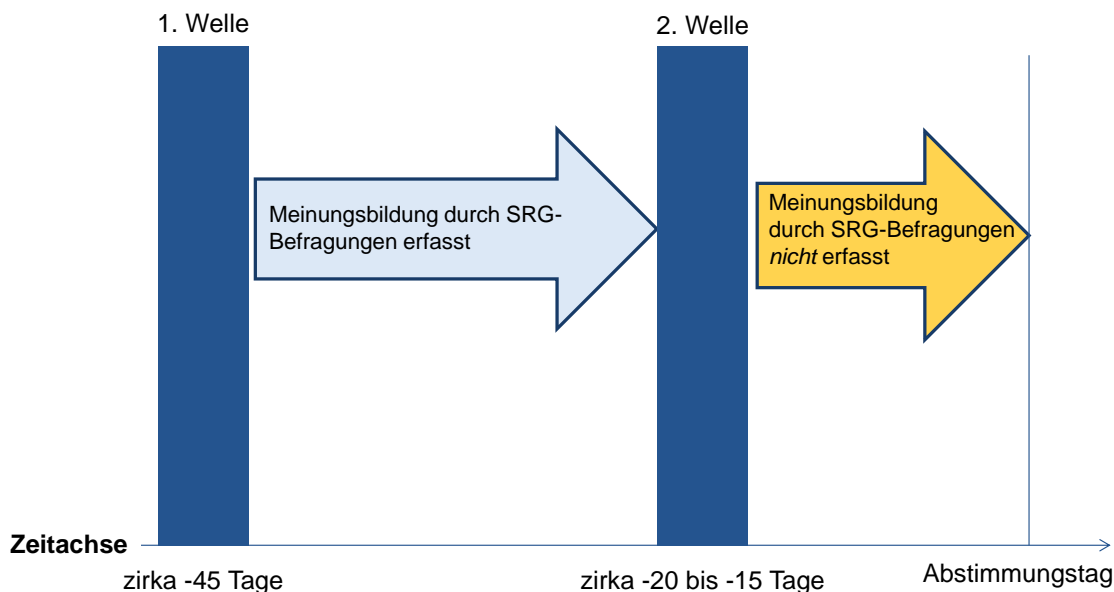 1. Welle
2. Welle
Meinungsbildung durch SRG-
Befragungen erfasst
Meinungsbildung
durch SRG-Befragungen
nicht erfasst
Zeitachse
zirka -45 Tage
zirka -20 bis -15 Tage
Abstimmungstag